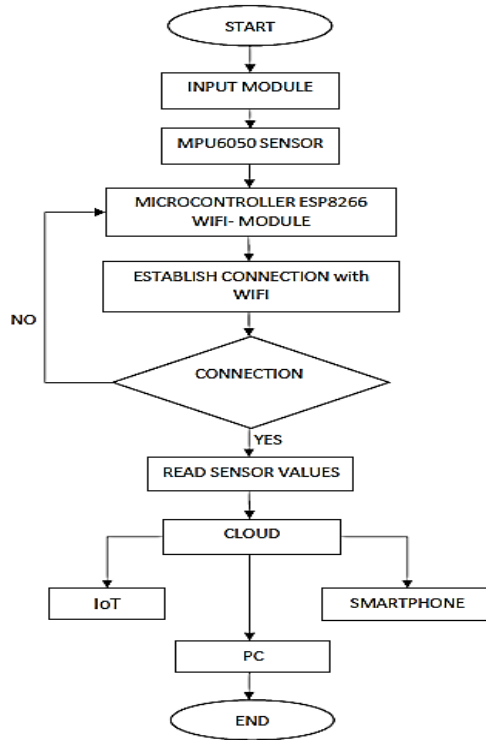 START
INPUT MODULE
MPU6050 SENSOR
MICROCONTROLLER ESP8266
WIFI- MODULE
ESTABLISH CONNECTION with
WIFI
NO
CONNECTION
YES
READ SENSOR VALUES
CLOUD
IoT
SMARTPHONE
PC
END